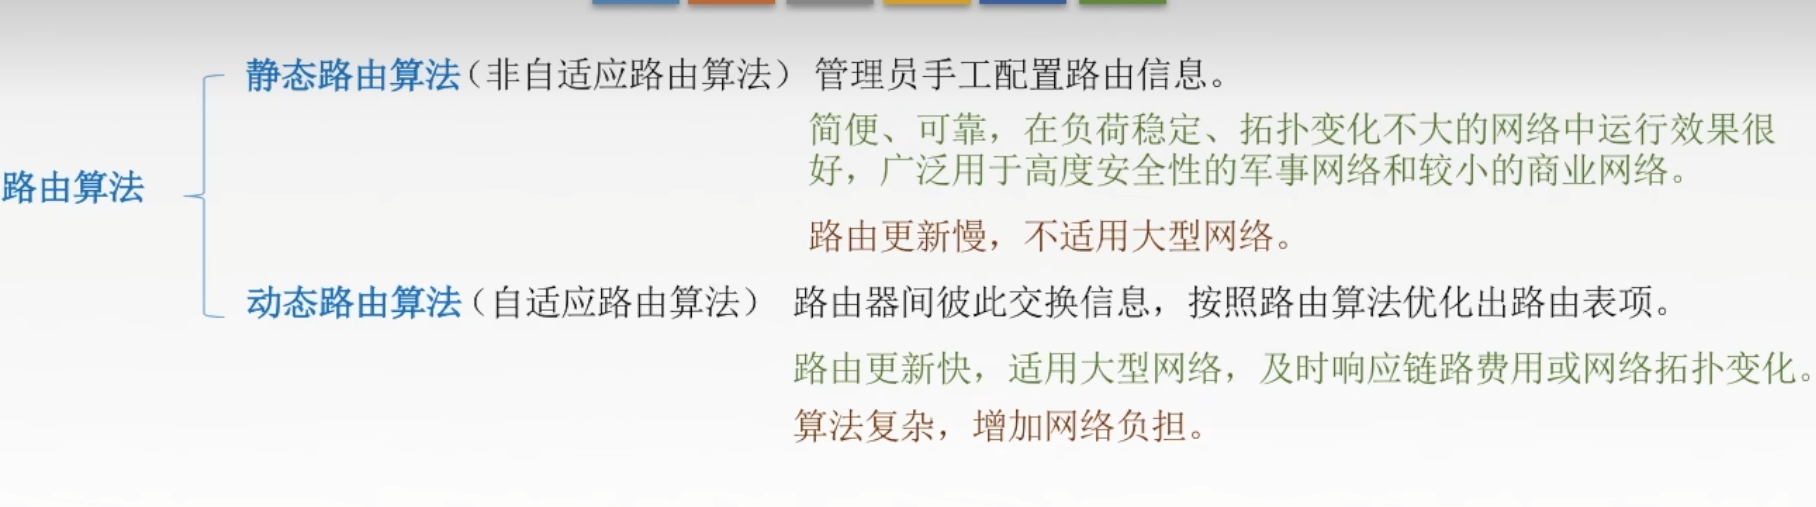 静态路由算法（非自适应路由算法） 管理员手工配置路由信息。
简便、可靠，在负荷稳定、拓扑变化不大的网络中运行效果很
好，广泛用于高度安全性的军事网络和较小的商业网络。
路由算法
路由更新慢，不适用大型网络。
动态路由算法（自适应路由算法） 路由器间彼此交换信息，按照路由算法优化出路由表项。
路由更新快，适用大型网络，及时响应链路费用或网络拓扑变化。
算法复杂，增加网络负担。